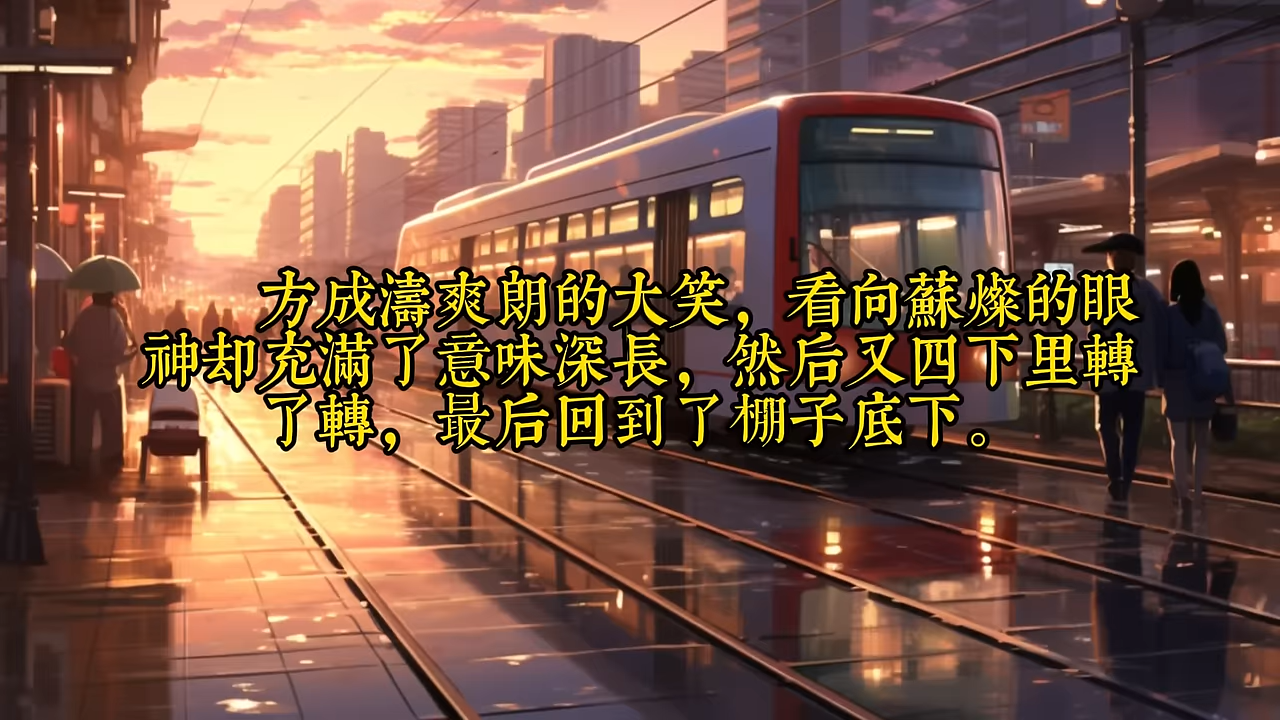 方成濤爽朗的大笑，看向蘇燦的眼
神却充滿了意味深長，然后又四下里轉
了轉，最后回到了棚子底下。